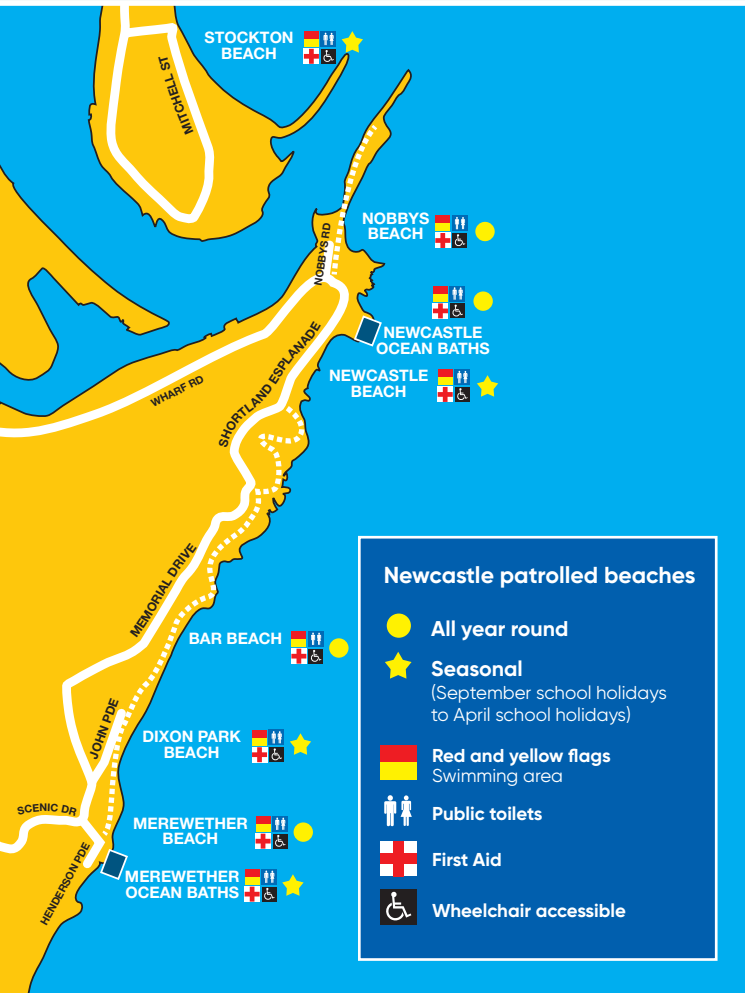 STOCKTON
BEACH
MITCHELL ST
NOBBYS
BEACH
NOBBYS RD
NEWCASTLE
OCEAN BATHS
SHORTLAND ESPLANADE
NEWCASTLE
BEACH
WHARF RD
MEMORIAL DRIVE
BAR BEACH
JOHN PDE
DIXON PARK
BEACH
SCENIC DR
MEREWETHER
BEACH
HENDERSON PDE
MEREWETHER
OCEAN BATHS
Newcastle patrolled beaches
All year round
Seasonal
(September school holidays
to April school holidays)
Red and yellow flags
Swimming area
Public toilets
First Aid
Wheelchair accessible